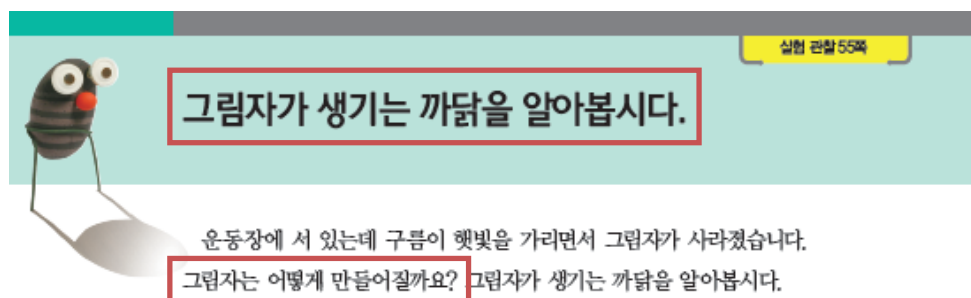 실험 관찰 55쪽
그림자가 생기는 까닭을 알아봅시다.
운동장에 서 있는데 구름이 햇빛을 가리면서 그림자가 사라졌습니다.
그림자는 어떻게 만들어질까요? 그림자가 생기는 까닭을 알아봅시다.